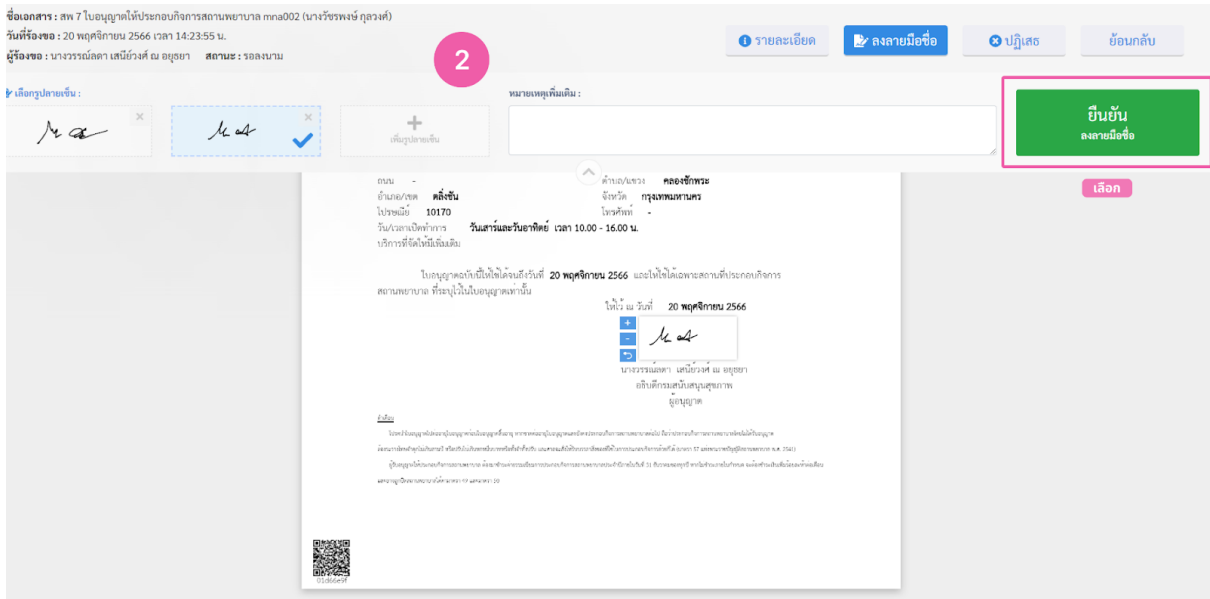 ชื่อเอกสาร : สพ 7 ใบอนุญาตให้ประกอบกิจการสถานพยาบาล mna002 (นางวัชรพงษ์ กุลวงศ์)
วันที่ร้องขอ : 20 พฤศจิกายน 2566 เวลา 14:23:55 น.
ผู้ร้องขอ : นางวรรณ์ลดา เสนีย์วงศ์ ณ อยุธยา สถานะ : รอลงนาม
รายละเอียด
ลงลายมือชื่อ
ปฏิเสธ
ย้อนกลับ
2
เลือกรูปลายเซ็น :
เพิ่มรูปลายเซ็น
หมายเหตุเพิ่มเติม :
ยืนยัน
ลงลายมือชื่อ
เลือก
ถนน - ตำบล/แขวง คลองชักพระ
อำเภอ/เขต ตลิ่งชัน จังหวัด กรุงเทพมหานคร
ไปรษณีย์ 10170 โทรศัพท์ -
วัน/เวลาเปิดทำการ วันเสาร์และวันอาทิตย์ เวลา 10.00 - 16.00 น.
บริการที่จัดให้มีเพิ่มเติม
ใบอนุญาตฉบับนี้ให้ใช้ได้จนถึงวันที่ 20 พฤศจิกายน 2566 และให้ใช้ได้เฉพาะสถานที่ประกอบกิจการ
สถานพยาบาล ที่ระบุไว้ในใบอนุญาตเท่านั้น
ให้ไว้ ณ วันที่ 20 พฤศจิกายน 2566
นางวรรณ์ลดา เสนีย์วงศ์ ณ อยุธยา
อธิบดีกรมสนับสนุนสุขภาพ
ผู้อนุญาต
คำเตือน
01d66e9f